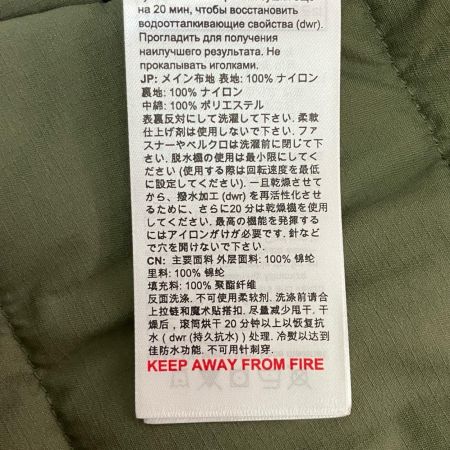 на 20 мин, чтобы восстановить
водоотталкивающие свойства (dwr).
Прогладить для получения
наилучшего результата. Не
прокалывать иголками.
JP: メイン布地 表地: 100% ナイロン
裏地: 100% ナイロン
中綿: 100% ポリエステル
表裏反対にして洗濯して下さい. 柔軟
仕上げ剤は使用しないで下さい. ファ
スナーやベルクロは洗濯前に閉じて下
さい. 脱水機の使用は最小限にしてくだ
さい (使用する際は回転速度を最低
に設定してください). 一旦乾燥させて
から、撥水加工 (dwr) を再活性化させ
るために、さらに20分は乾燥機を使用
してください. 最高の機能を発揮する
にはアイロンがけが必要です. 針など
で穴を開けないで下さい.
CN: 主要面料 外层面料: 100% 锦纶
里料: 100% 锦纶
填充料: 100% 聚酯纤维
反面洗涤. 不可使用柔软剂. 洗涤前请合
上拉链和魔术贴搭扣. 尽量减少甩干. 干
燥后，滚筒烘干 20 分钟以上以恢复抗
水 ( dwr (持久抗水) ) 处理. 冷熨以达到
佳防水功能. 不可用针刺穿.
KEEP AWAY FROM FIRE